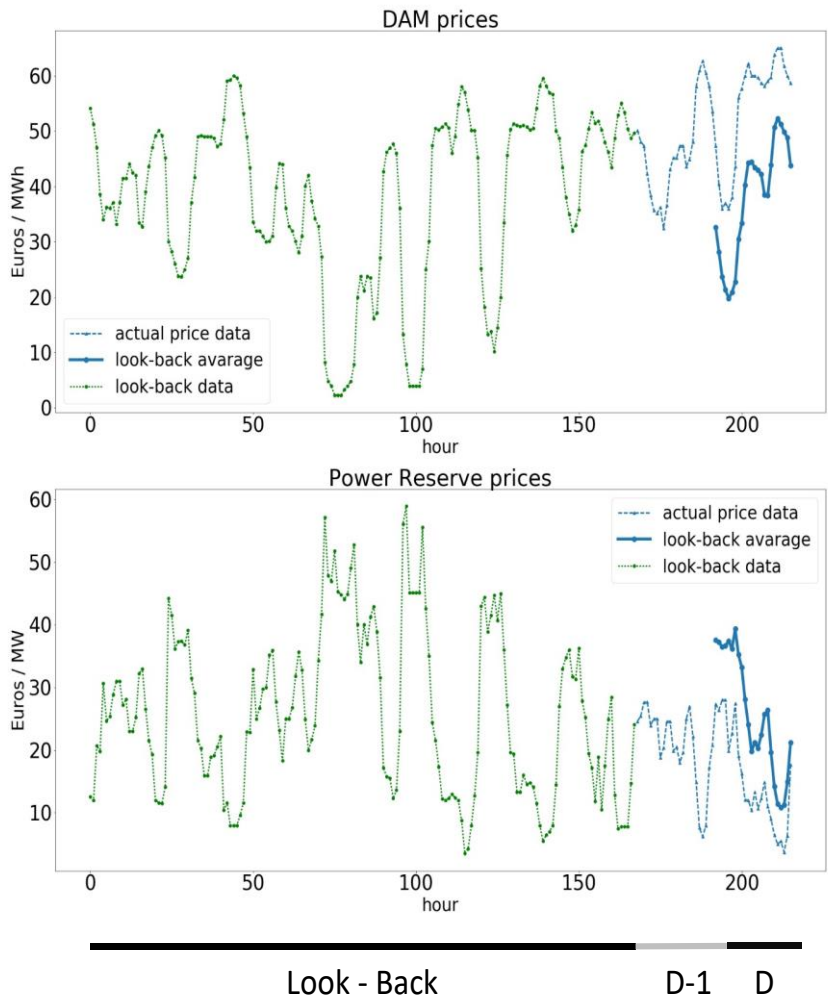 DAM prices
60
50
40
30
20
10
0
Euros / MWh
actual price data
look-back avarage
look-back data
0 50 100 150 200
hour
Power Reserve prices
60
50
40
30
20
10
Euros / MW
actual price data
look-back avarage
look-back data
0 50 100 150 200
hour
Look - Back D-1 D